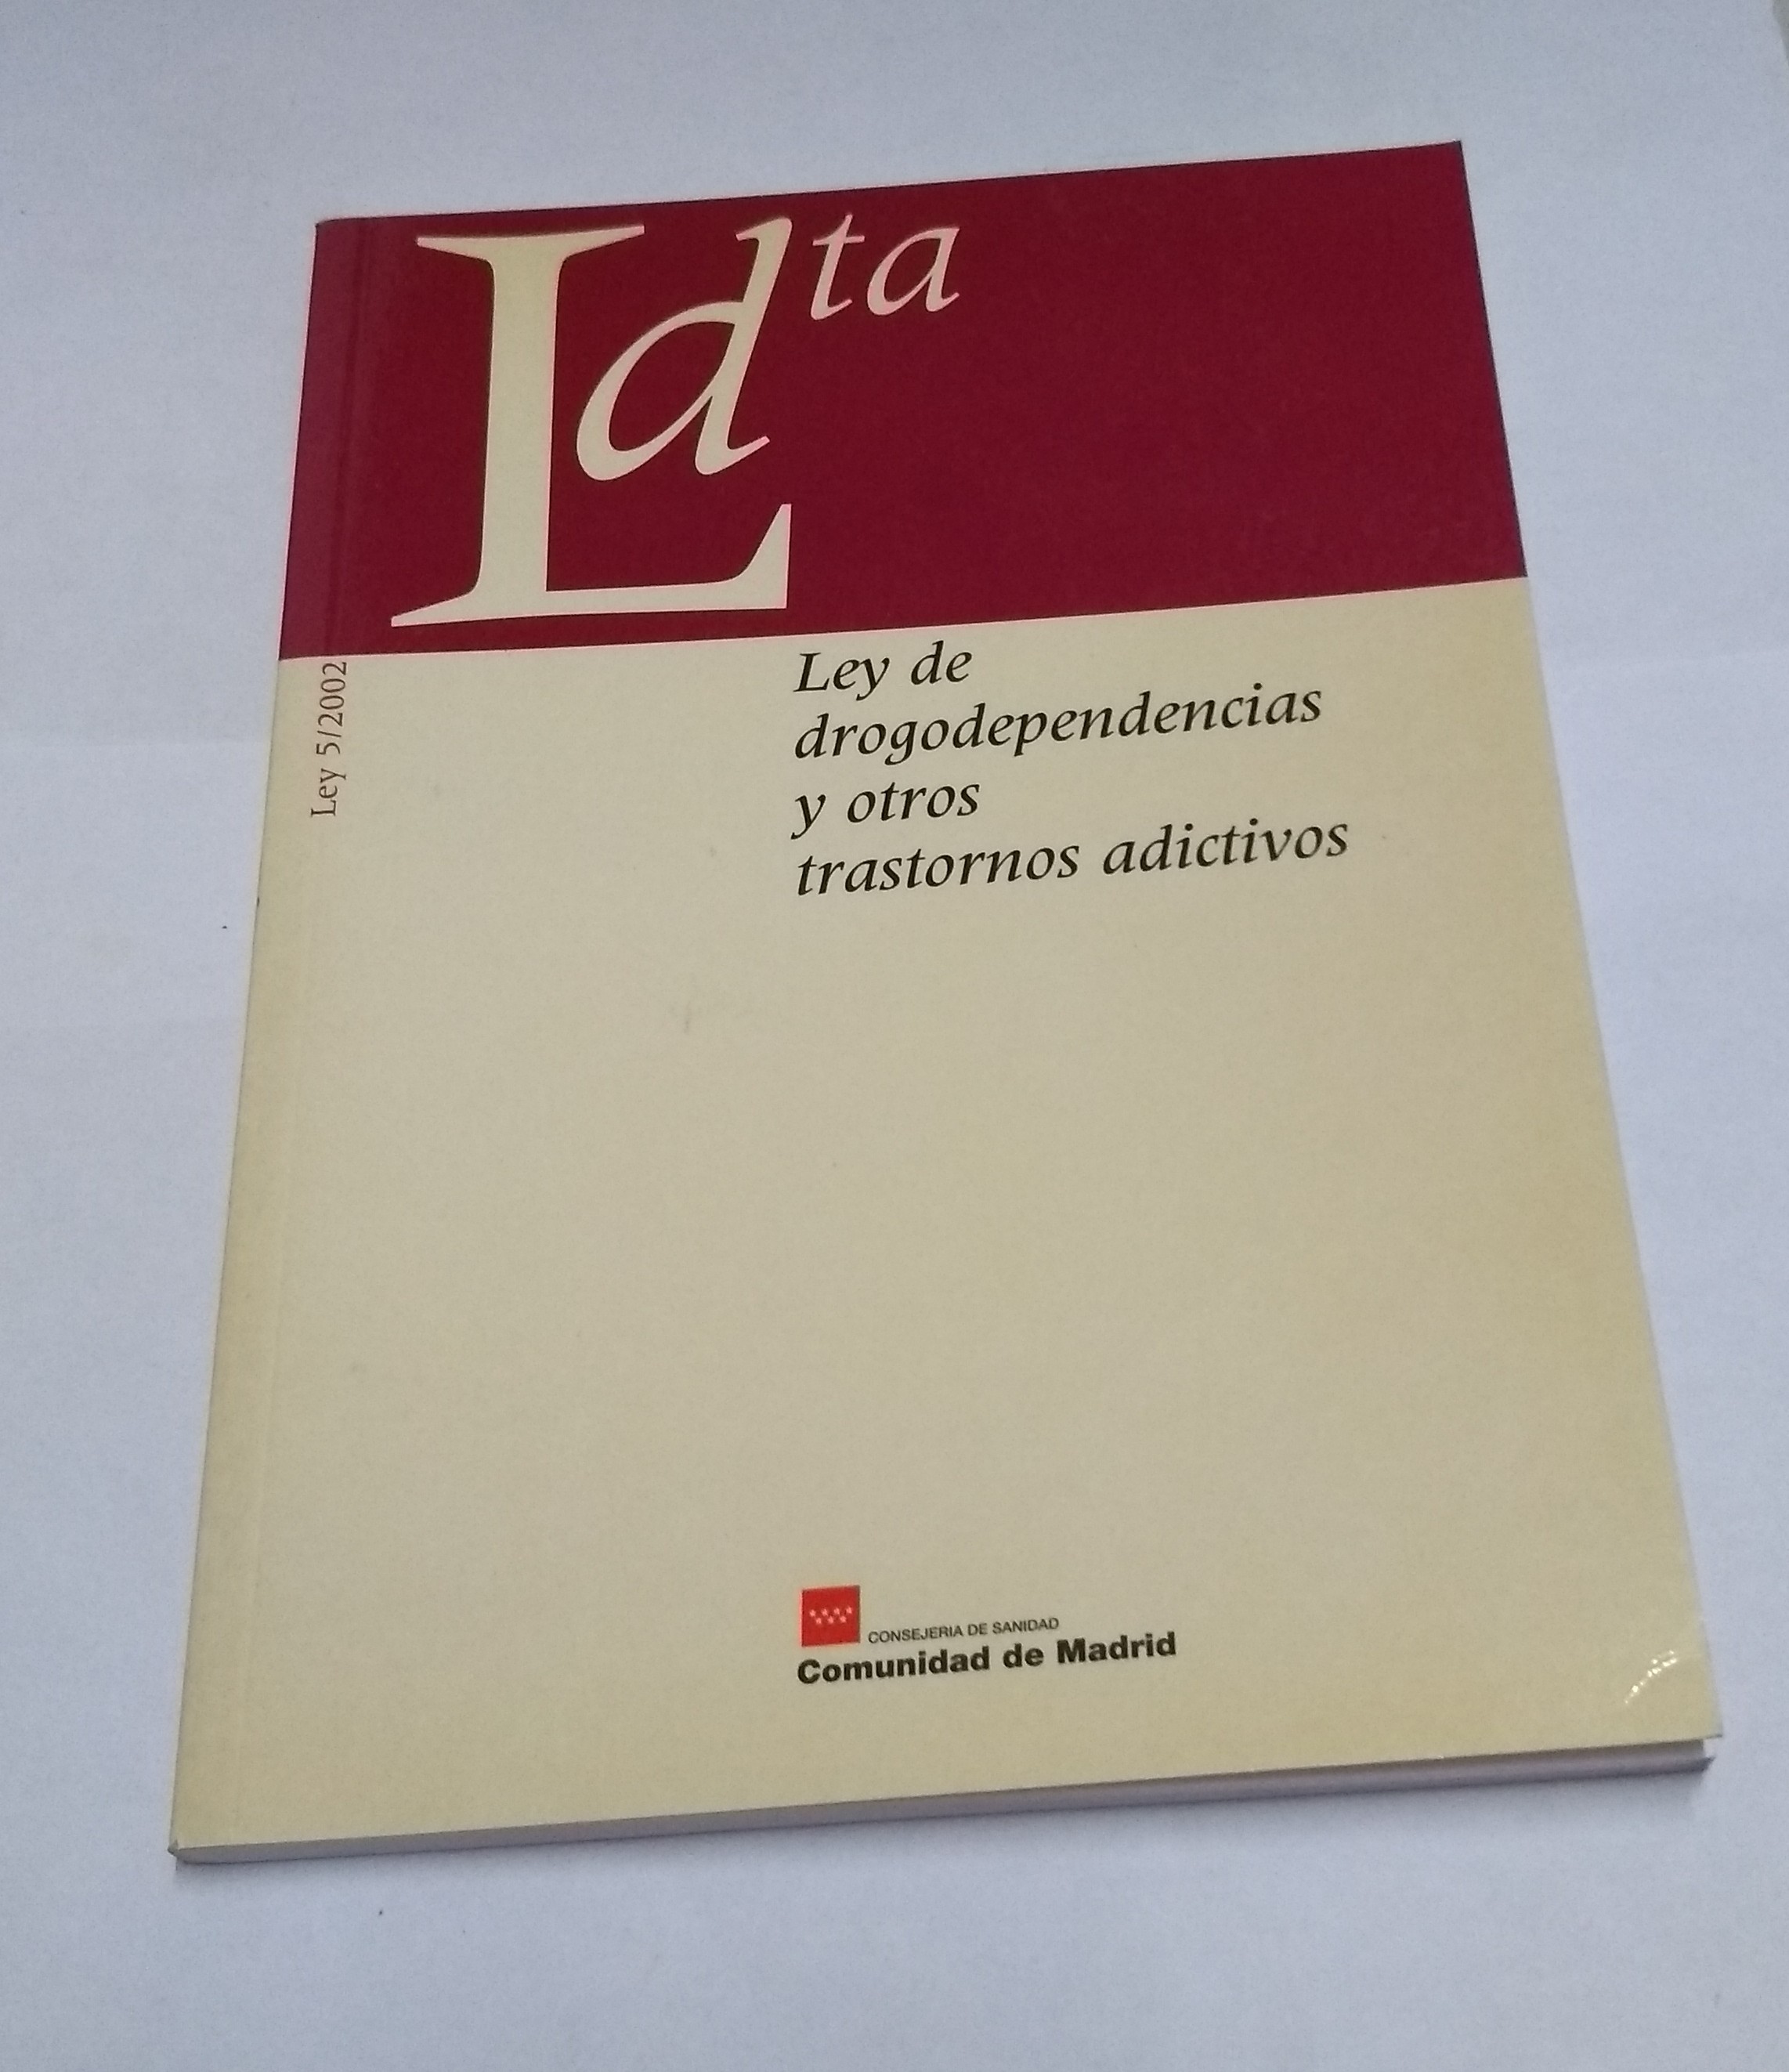 Ldta
Ley 5/2002
Ley de
drogodependencias
y otros
trastornos adictivos
CONSEJERIA DE SANIDAD
Comunidad de Madrid